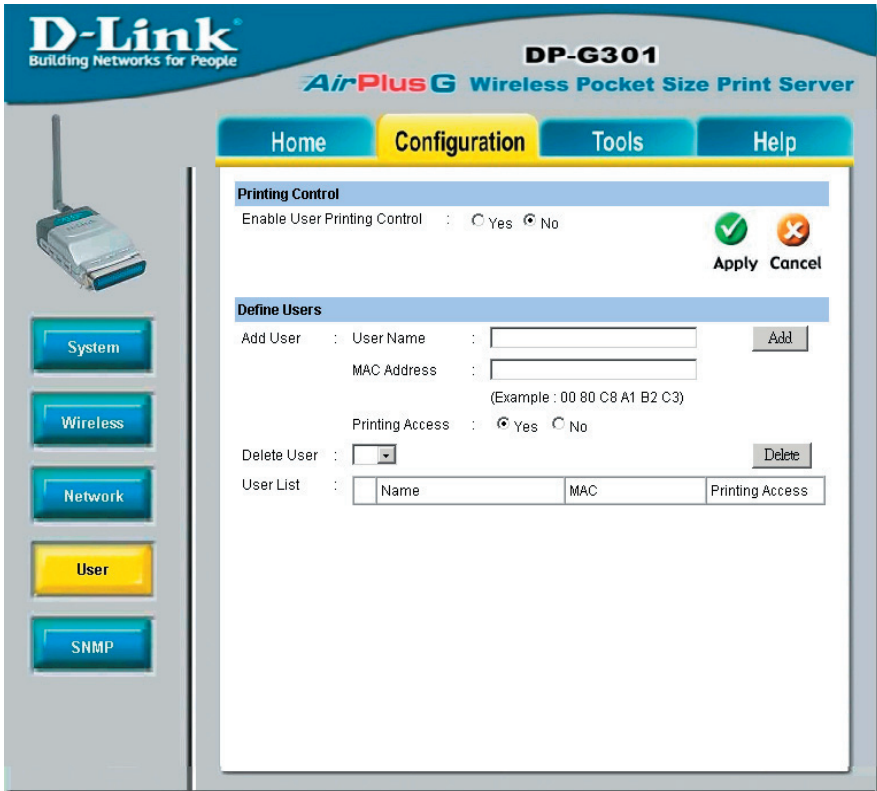 D-Link
Building Networks for People
DP-G301
AirPlus G Wireless Pocket Size Print Server
Home Configuration Tools Help
Printing Control
Enable User Printing Control : Yes No
Apply Cancel
System
Wireless
Network
User
SNMP
Define Users
Add User : User Name : Add
MAC Address :
(Example : 00 80 C8 A1 B2 C3)
Printing Access : Yes No
Delete User : Delete
User List : Name MAC Printing Access